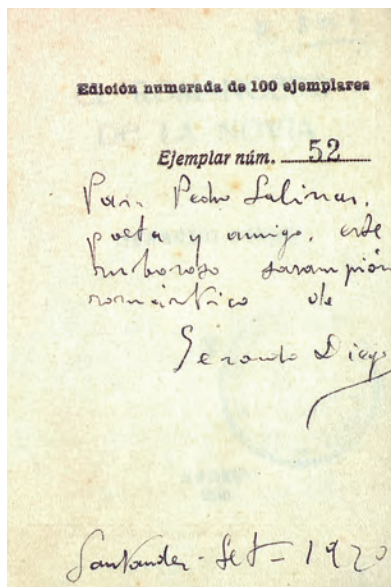 Edición numerada de 100 ejemplares
Ejemplar núm. 52
Para Pedro Salinas,
poeta y amigo, este
ruboroso sarampión
romántico de
Gerardo Diego
Santander - Set - 1920